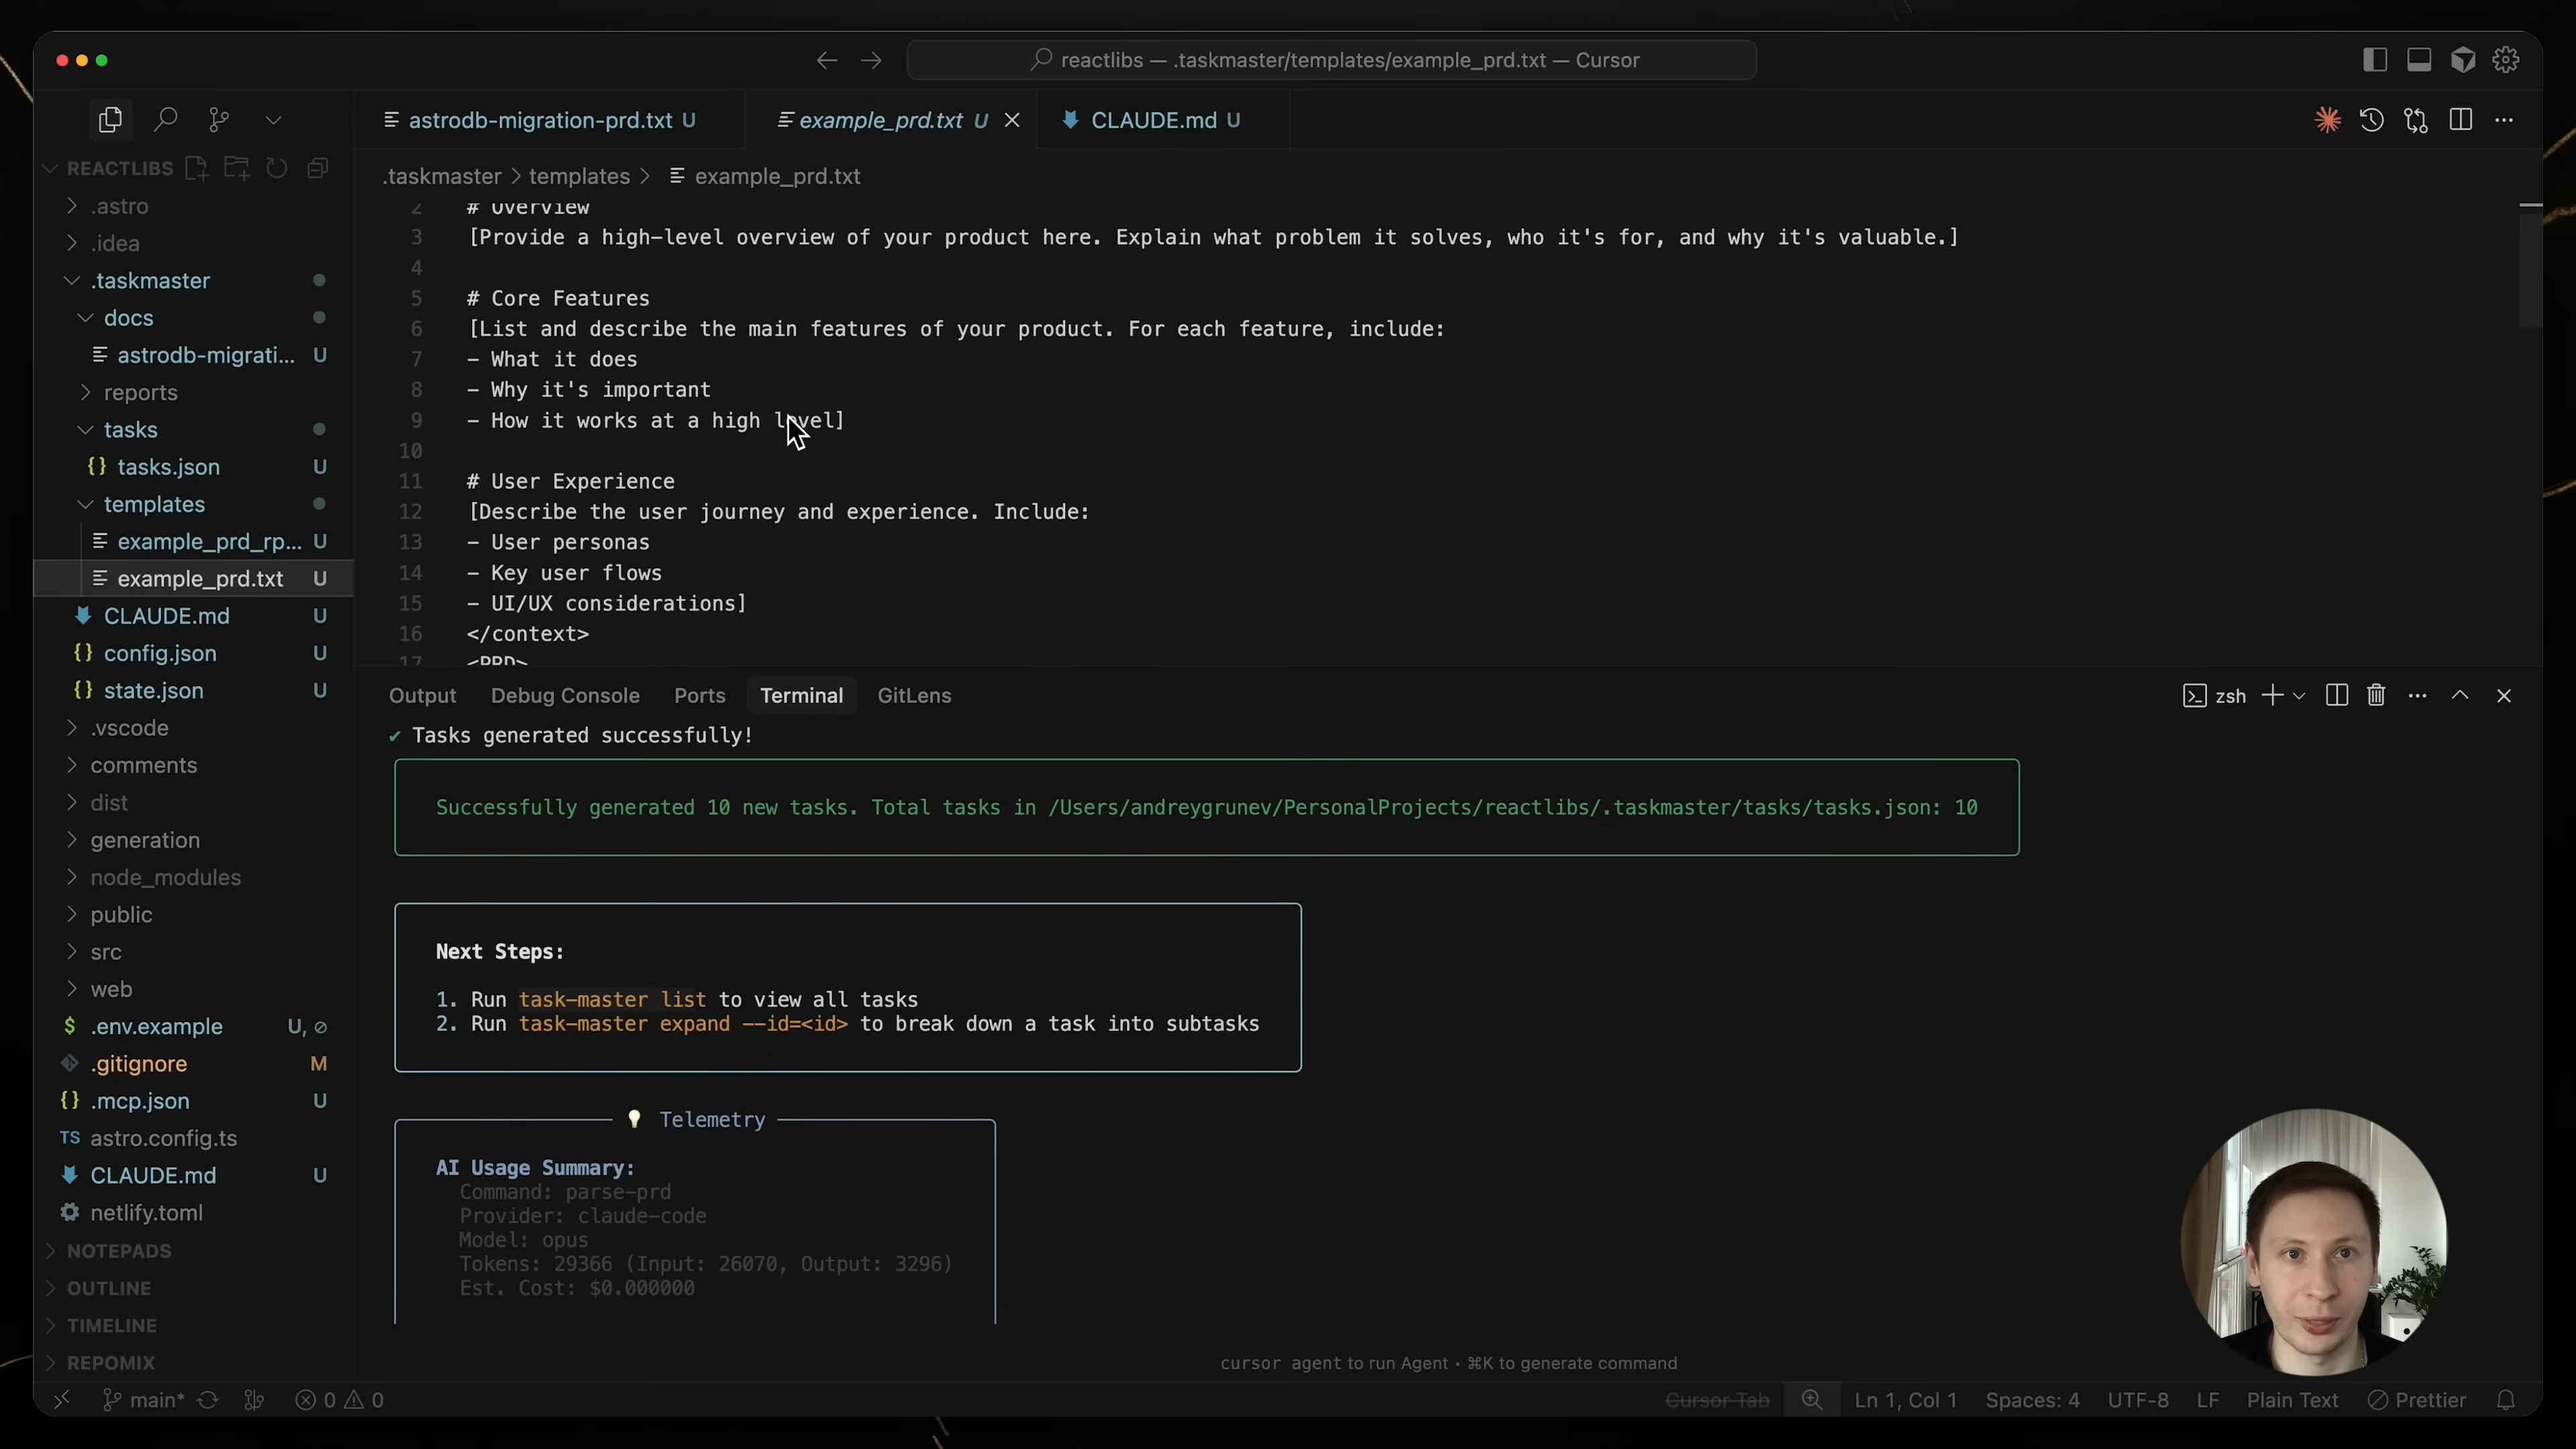 reactlibs — .taskmaster/templates/example_prd.txt — Cursor
astrodb-migration-prd.txt U
example_prd.txt U
CLAUDE.md U
REACTLIBS
.astro
.idea
.taskmaster
docs
astrodb-migrati... U
reports
tasks
{} tasks.json U
templates
example_prd_rp... U
example_prd.txt U
CLAUDE.md U
{} config.json U
{} state.json U
.vscode
comments
dist
generation
node_modules
public
src
web
$ .env.example U,
.gitignore M
{} .mcp.json U
TS astro.config.ts
CLAUDE.md U
netlify.toml
NOTEPADS
OUTLINE
TIMELINE
REPOMIX
.taskmaster > templates > example_prd.txt
2 # Overview
3 [Provide a high-level overview of your product here. Explain what problem it solves, who it's for, and why it's valuable.]
4
5 # Core Features
6 [List and describe the main features of your product. For each feature, include:
7 - What it does
8 - Why it's important
9 - How it works at a high level]
10
11 # User Experience
12 [Describe the user journey and experience. Include:
13 - User personas
14 - Key user flows
15 - UI/UX considerations]
16 </context>
17 <PRD>
Output Debug Console Ports Terminal GitLens
zsh
✔ Tasks generated successfully!
Successfully generated 10 new tasks. Total tasks in /Users/andreygrunev/PersonalProjects/reactlibs/.taskmaster/tasks/tasks.json: 10
Next Steps:
1. Run task-master list to view all tasks
2. Run task-master expand --id=<id> to break down a task into subtasks
Telemetry
AI Usage Summary:
Command: parse-prd
Provider: claude-code
Model: opus
Tokens: 29366 (Input: 26070, Output: 3296)
Est. Cost: $0.000000
cursor agent to run Agent · ⌘K to generate command
main* 0 0
Cursor Tab
Ln 1, Col 1 Spaces: 4 UTF-8 LF Plain Text Prettier